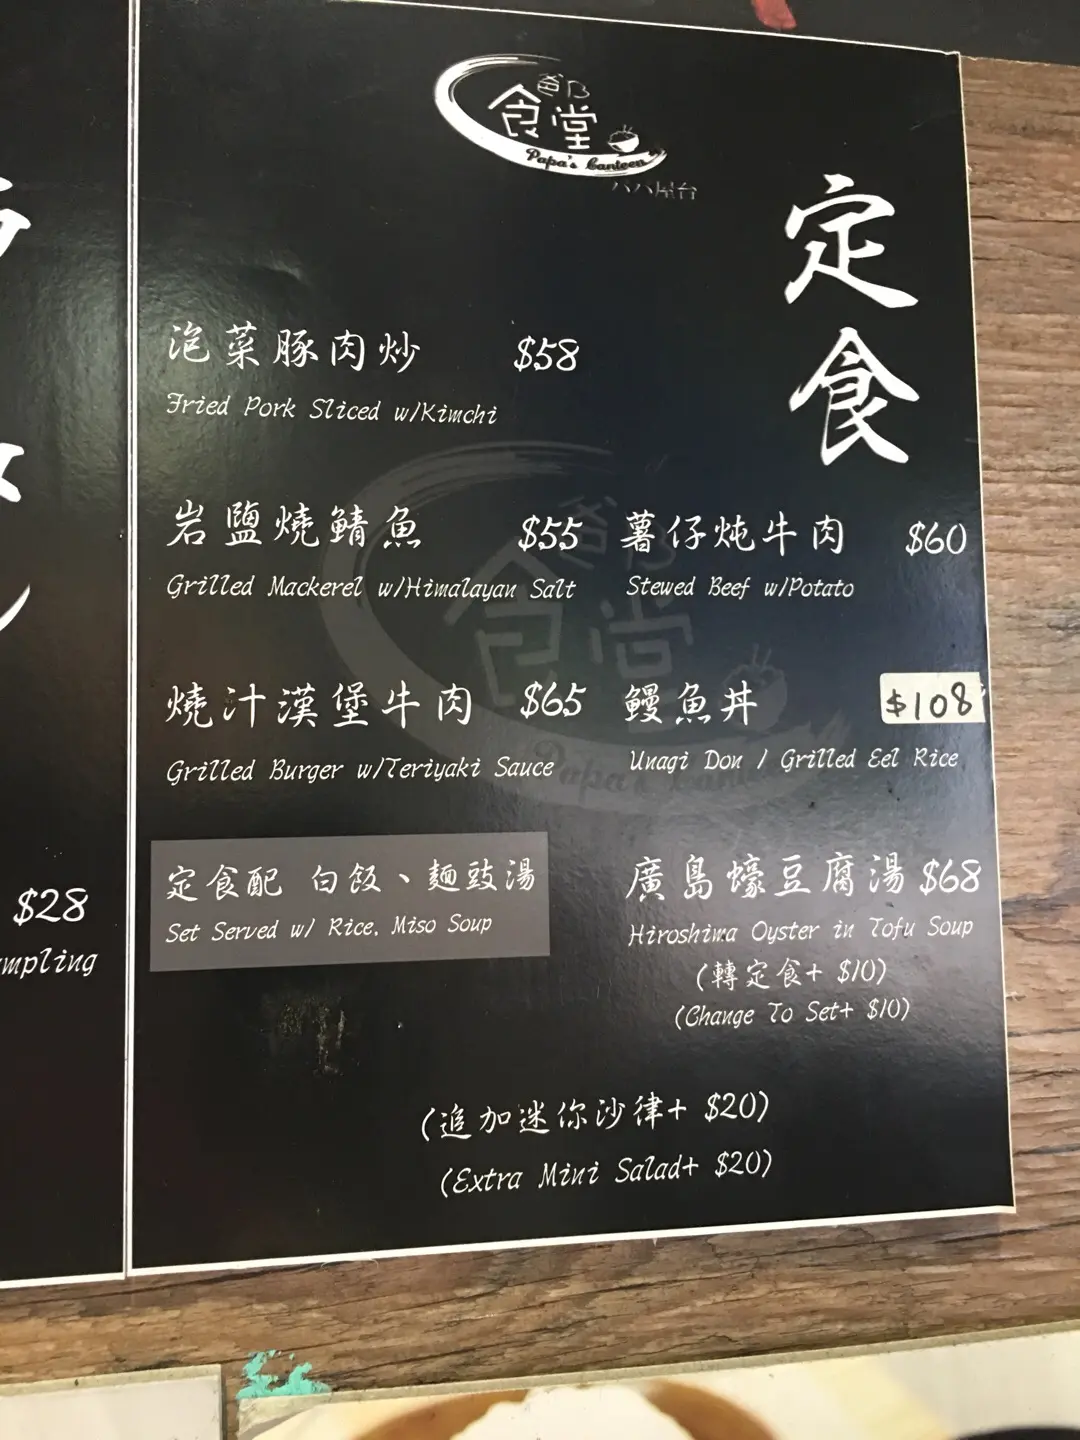 爸乃
食堂
Papa's Canteen
八八屋台
定食
泡菜豚肉炒 $58
Fried Pork Sliced w/Kimchi
岩鹽燒鯖魚 $55
Grilled Mackerel w/Himalayan Salt
薯仔炖牛肉 $60
Stewed Beef w/Potato
燒汁漢堡牛肉 $65
Grilled Burger w/Teriyaki Sauce
鰻魚丼 $108
Unagi Don / Grilled Eel Rice
定食配 白飯、麵豉湯
Set Served w/ Rice, Miso Soup
廣島蠔豆腐湯 $68
Hiroshima Oyster in Tofu Soup
(轉定食+ $10)
(Change To Set+ $10)
(追加迷你沙律+ $20)
(Extra Mini Salad+ $20)
$28